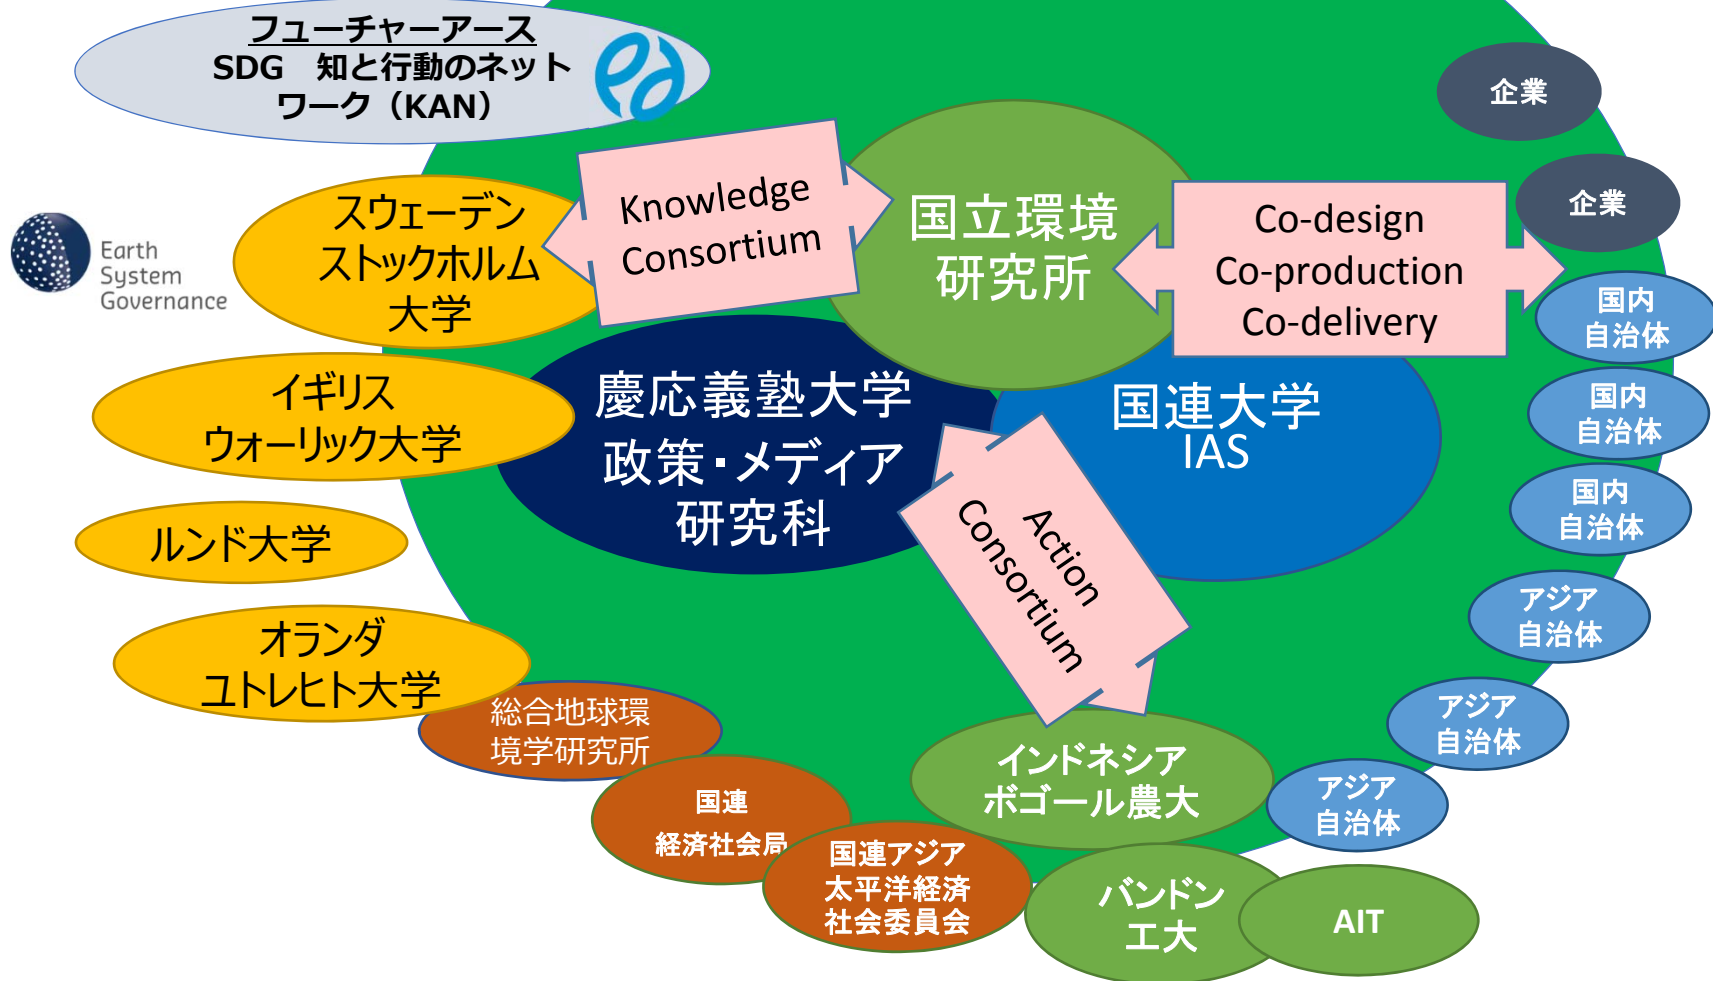 フューチャーアース
SDG　知と行動のネット
ワーク（KAN）
企業
企業
Knowledge
Consortium
国立環境
研究所
Co-design
Co-production
Co-delivery
スウェーデン
ストックホルム
大学
Earth
System
Governance
国内
自治体
国内
自治体
国内
自治体
イギリス
ウォーリック大学
慶応義塾大学
政策・メディア
研究科
国連大学
IAS
Action
Consortium
ルンド大学
オランダ
ユトレヒト大学
アジア
自治体
アジア
自治体
アジア
自治体
総合地球環
境学研究所
国連
経済社会局
国連アジア
太平洋経済
社会委員会
インドネシア
ボゴール農大
バンドン
工大
AIT